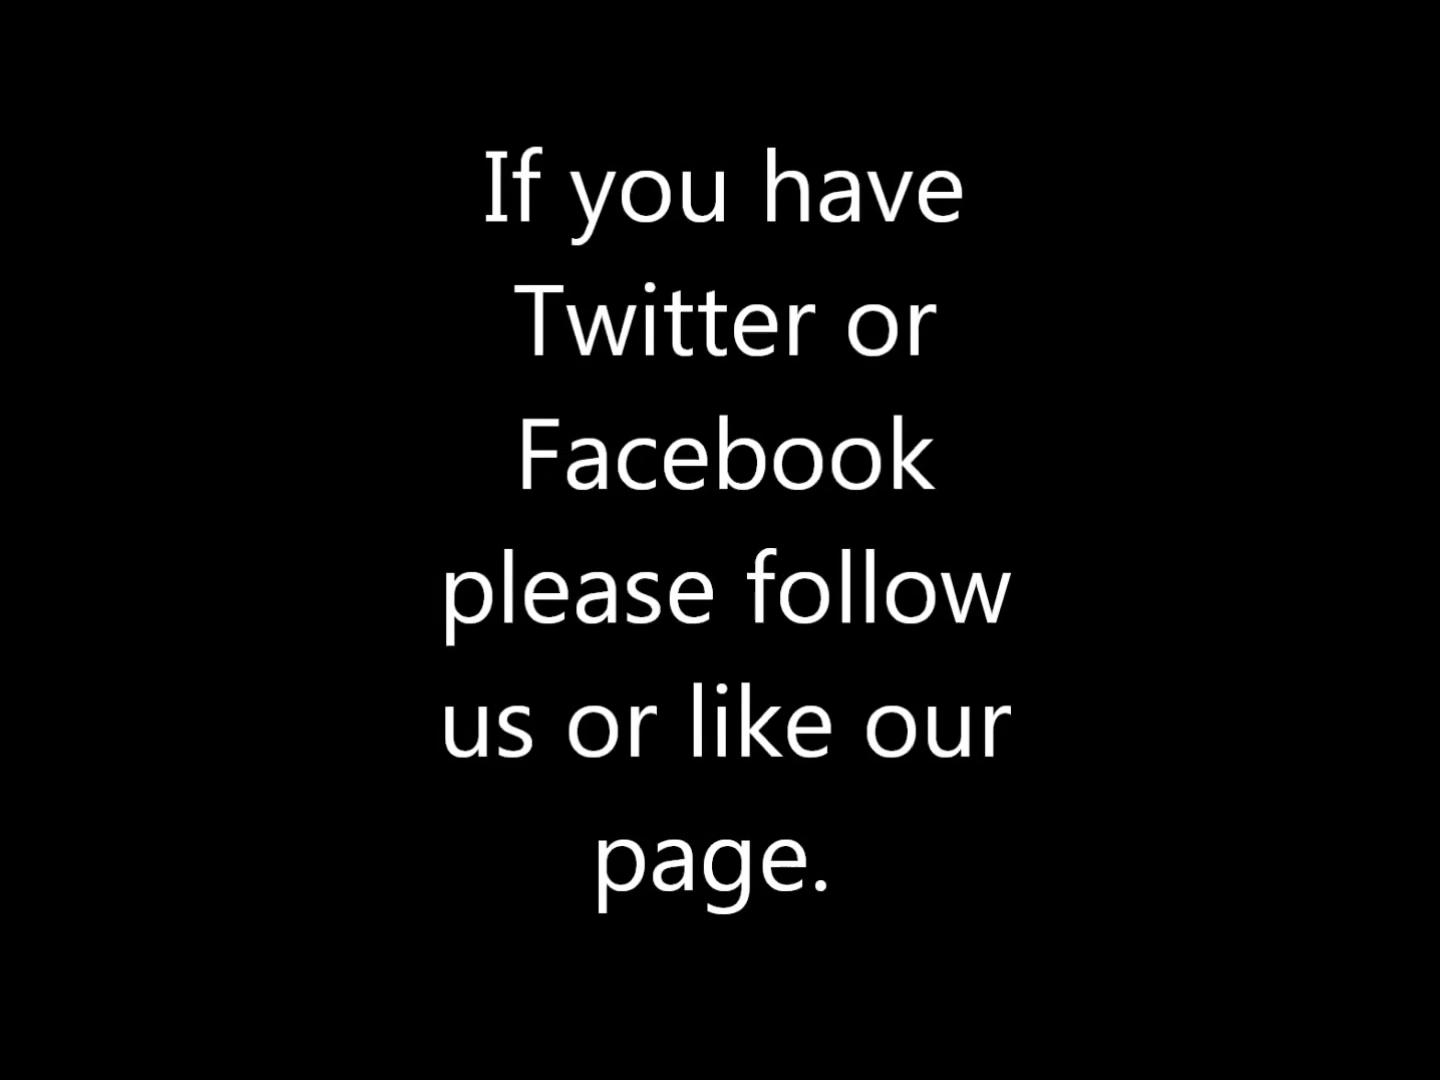 If you have
Twitter or
Facebook
please follow
us or like our
page.